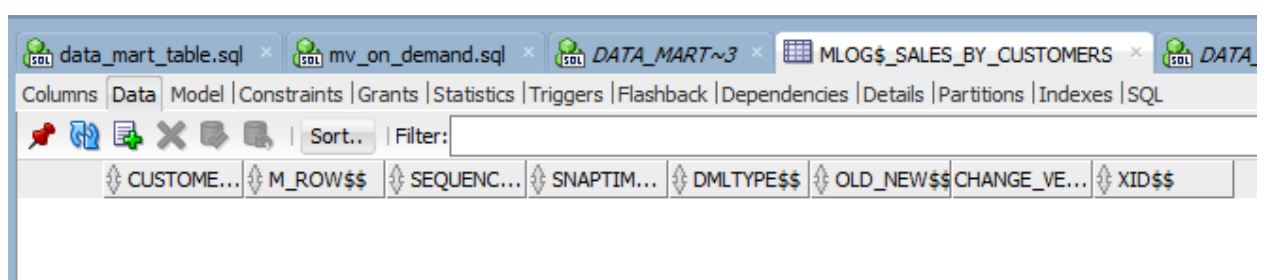 data_mart_table.sql × mv_on_demand.sql × DATA_MART~3 × MLOG$_SALES_BY_CUSTOMERS × DATA_
Columns Data Model |Constraints |Grants |Statistics |Triggers |Flashback |Dependencies |Details |Partitions |Indexes |SQL
Sort.. Filter:
CUSTOME... M_ROW$$ SEQUENC... SNAPTIM... DMLTYPE$$ OLD_NEW$$ CHANGE_VE... XID$$